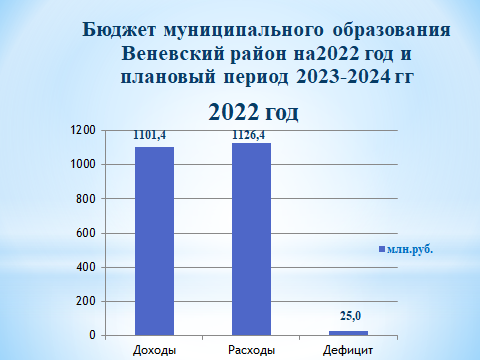 Бюджет муниципального образования
Веневский район на2022 год и
плановый период 2023-2024 гг
2022 год
1200
1000
800
600
400
200
0
1101,4
1126,4
25,0
Доходы
Расходы
Дефицит
млн.руб.